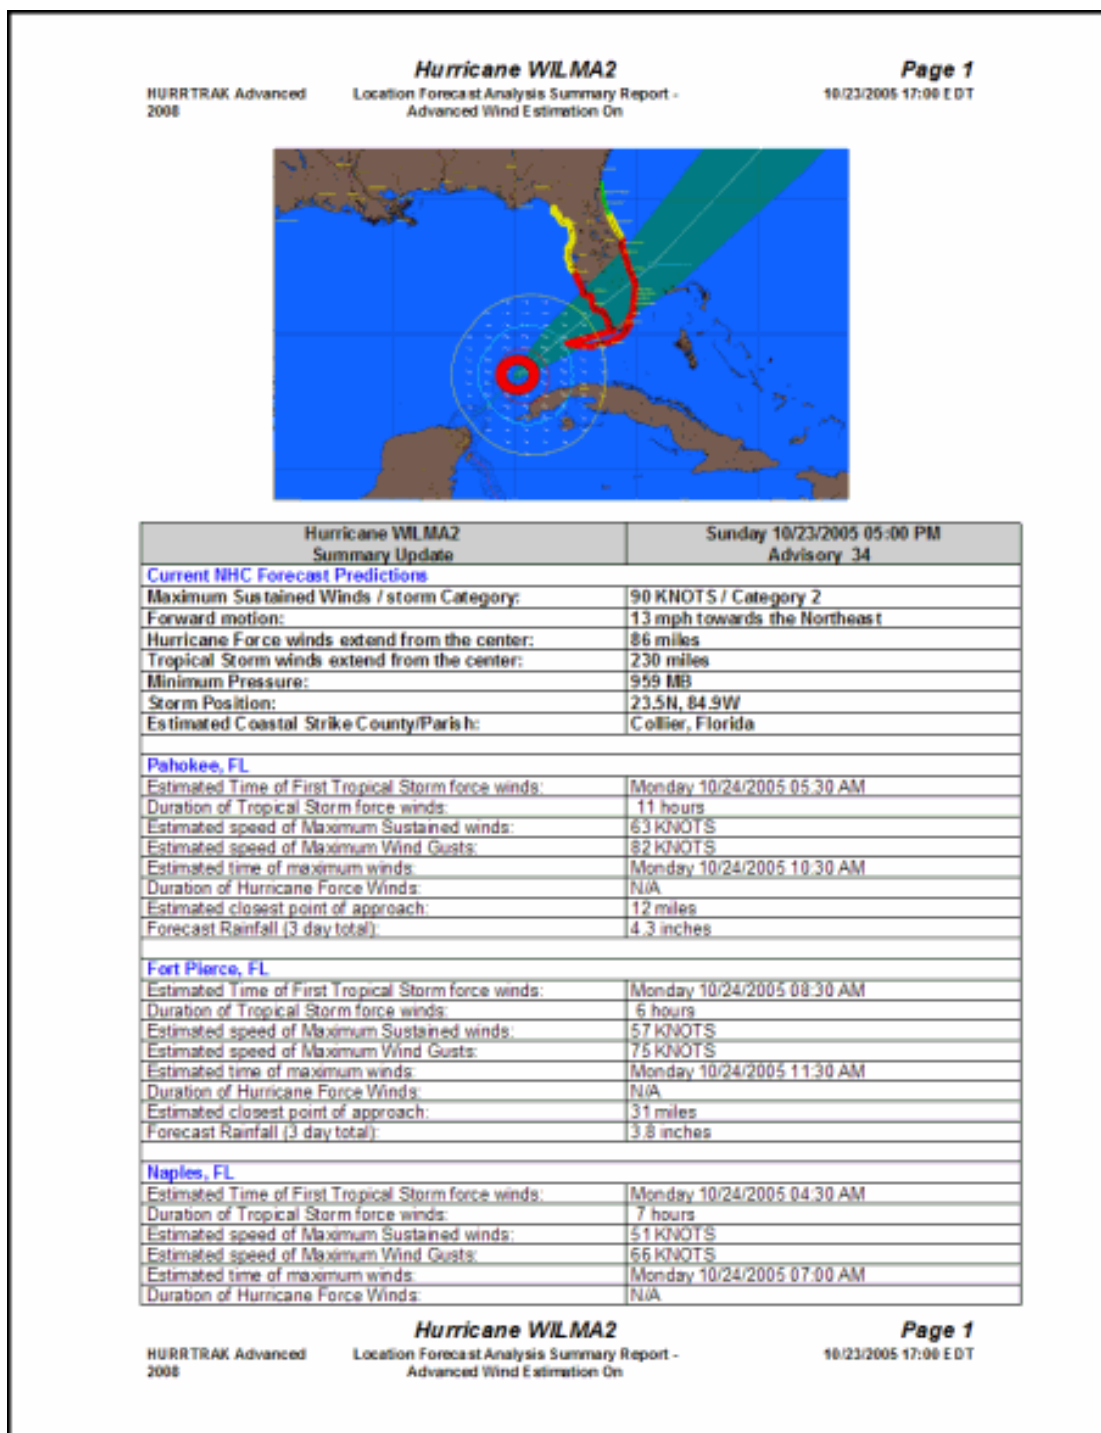 Hurricane WILMA2 Page 1
HURRTRAK Advanced Location Forecast Analysis Summary Report - 10/23/2005 17:00 EDT
2008 Advanced Wind Estimation On
Hurricane WILMA2 Sunday 10/23/2005 05:00 PM
Summary Update Advisory 34
Current NHC Forecast Predictions
Maximum Sustained Winds / storm Category: 90 KNOTS / Category 2
Forward motion: 13 mph towards the Northeast
Hurricane Force winds extend from the center: 86 miles
Tropical Storm winds extend from the center: 230 miles
Minimum Pressure: 959 MB
Storm Position: 23.5N, 84.9W
Estimated Coastal Strike County/Parish: Collier, Florida
Pahokee, FL
Estimated Time of First Tropical Storm force winds: Monday 10/24/2005 05:30 AM
Duration of Tropical Storm force winds: 11 hours
Estimated speed of Maximum Sustained winds: 63 KNOTS
Estimated speed of Maximum Wind Gusts: 82 KNOTS
Estimated time of maximum winds: Monday 10/24/2005 10:30 AM
Duration of Hurricane Force Winds: N/A
Estimated closest point of approach: 12 miles
Forecast Rainfall (3 day total): 4.3 inches
Fort Pierce, FL
Estimated Time of First Tropical Storm force winds: Monday 10/24/2005 08:30 AM
Duration of Tropical Storm force winds: 6 hours
Estimated speed of Maximum Sustained winds: 57 KNOTS
Estimated speed of Maximum Wind Gusts: 75 KNOTS
Estimated time of maximum winds: Monday 10/24/2005 11:30 AM
Duration of Hurricane Force Winds: N/A
Estimated closest point of approach: 31 miles
Forecast Rainfall (3 day total): 3.8 inches
Naples, FL
Estimated Time of First Tropical Storm force winds: Monday 10/24/2005 04:30 AM
Duration of Tropical Storm force winds: 7 hours
Estimated speed of Maximum Sustained winds: 51 KNOTS
Estimated speed of Maximum Wind Gusts: 66 KNOTS
Estimated time of maximum winds: Monday 10/24/2005 07:00 AM
Duration of Hurricane Force Winds: N/A
Hurricane WILMA2 Page 1
HURRTRAK Advanced Location Forecast Analysis Summary Report - 10/23/2005 17:00 EDT
2008 Advanced Wind Estimation On